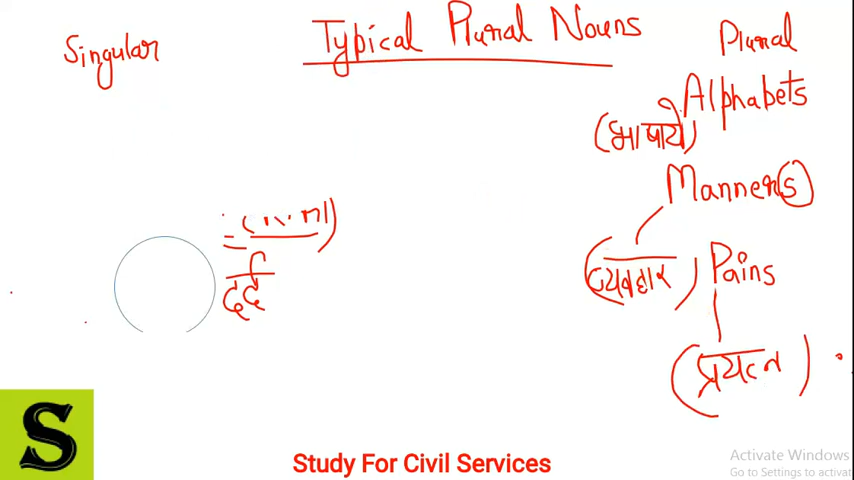 Singular
Typical Plural Nouns
Plural
Alphabets
(भाषाये)
Manners
(व्यवहार)
Pains
दर्द
(प्रयत्न)
S
Study For Civil Services
Activate Windows
Go to Settings to activat